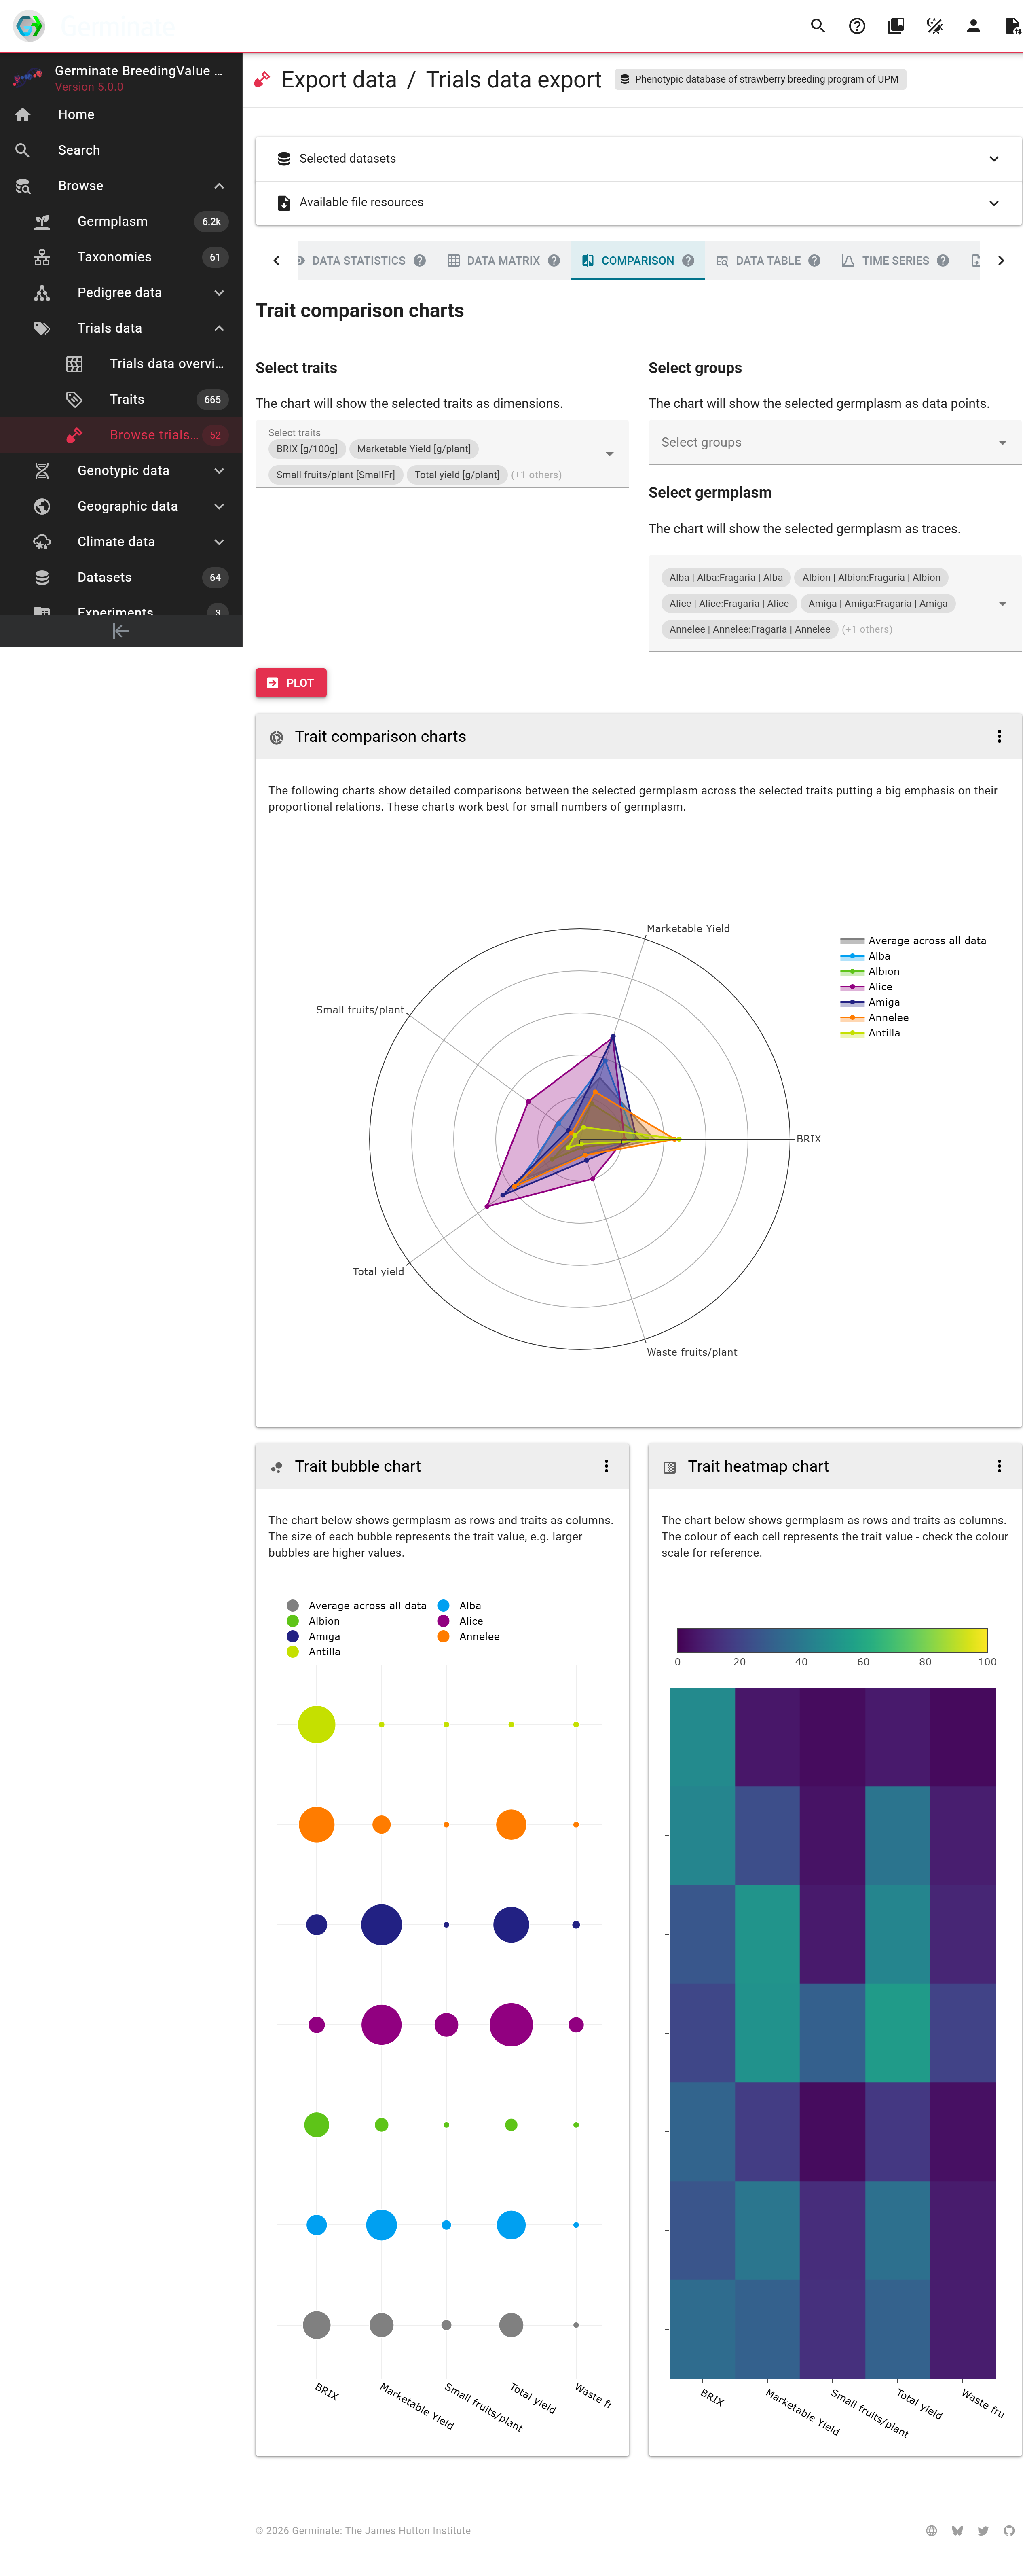 Germinate
Germinate BreedingValue ...
Version 5.0.0
Home
Search
Browse
Germplasm 6.2k
Taxonomies 61
Pedigree data
Trials data
Trials data overvi...
Traits 665
Browse trials... 52
Genotypic data
Geographic data
Climate data
Datasets 64
Experiments 3
Export data / Trials data export Phenotypic database of strawberry breeding program of UPM
Selected datasets
Available file resources
DATA STATISTICS DATA MATRIX COMPARISON DATA TABLE TIME SERIES
Trait comparison charts
Select traits
The chart will show the selected traits as dimensions.
Select traits
BRIX [g/100g] Marketable Yield [g/plant]
Small fruits/plant [SmallFr] Total yield [g/plant] (+1 others)
Select groups
The chart will show the selected germplasm as data points.
Select groups
Select germplasm
The chart will show the selected germplasm as traces.
Alba | Alba:Fragaria | Alba Albion | Albion:Fragaria | Albion
Alice | Alice:Fragaria | Alice Amiga | Amiga:Fragaria | Amiga
Annelee | Annelee:Fragaria | Annelee (+1 others)
PLOT
Trait comparison charts
The following charts show detailed comparisons between the selected germplasm across the selected traits putting a big emphasis on their
proportional relations. These charts work best for small numbers of germplasm.
Marketable Yield
Small fruits/plant
BRIX
Total yield
Waste fruits/plant
Average across all data
Alba
Albion
Alice
Amiga
Annelee
Antilla
Trait bubble chart
The chart below shows germplasm as rows and traits as columns.
The size of each bubble represents the trait value, e.g. larger
bubbles are higher values.
Average across all data Alba
Albion Alice
Amiga Annelee
Antilla
BRIX
Marketable Yield
Small fruits/plant
Total yield
Waste fr
Trait heatmap chart
The chart below shows germplasm as rows and traits as columns.
The colour of each cell represents the trait value - check the colour
scale for reference.
0 20 40 60 80 100
BRIX
Marketable Yield
Small fruits/plant
Total yield
Waste fru
© 2026 Germinate: The James Hutton Institute